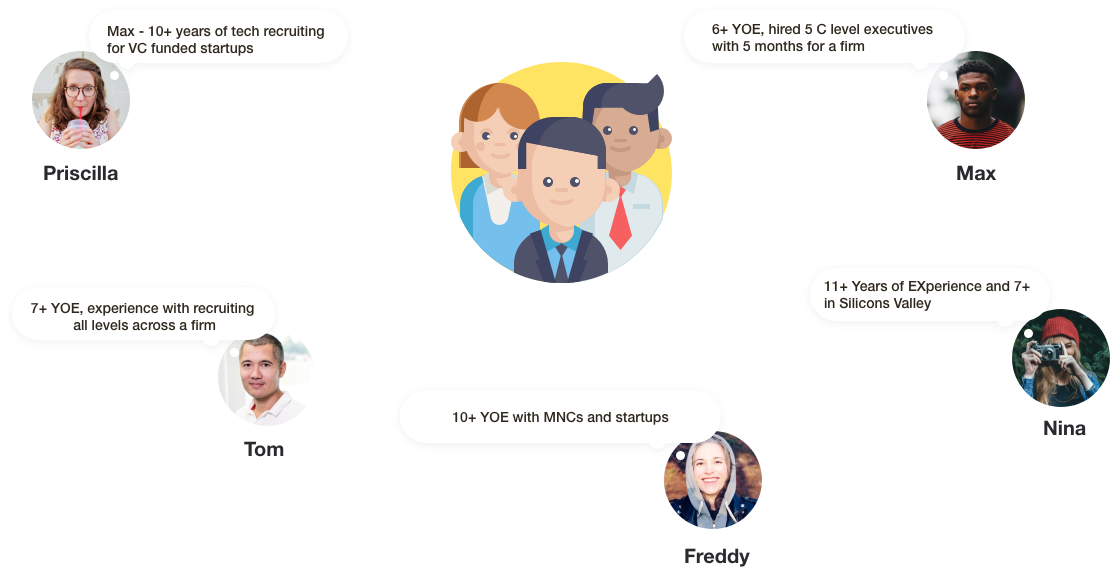 Max - 10+ years of tech recruiting
for VC funded startups
Priscilla
6+ YOE, hired 5 C level executives
with 5 months for a firm
Max
7+ YOE, experience with recruiting
all levels across a firm
Tom
11+ Years of EXperience and 7+
in Silicons Valley
Nina
10+ YOE with MNCs and startups
Freddy